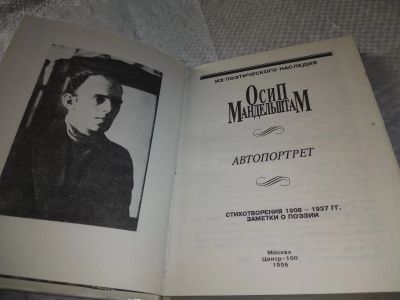 ИЗ ПОЭТИЧЕСКОГО НАСЛЕДИЯ
ОСИП
МАНДЕЛЬШТАМ
АВТОПОРТРЕТ
СТИХОТВОРЕНИЯ 1908 – 1937 ГГ.
ЗАМЕТКИ О ПОЭЗИИ
Москва
Центр-100
1996